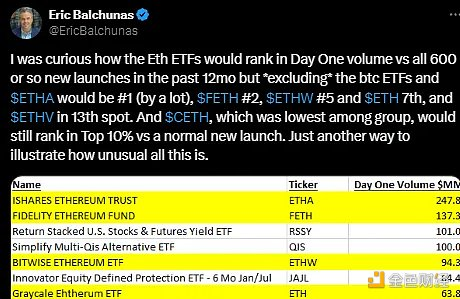 Eric Balchunas
@EricBalchunas
I was curious how the Eth ETFs would rank in Day One volume vs all 600
or so new launches in the past 12mo but *excluding* the btc ETFs and
$ETHA would be #1 (by a lot), $FETH #2, $ETHW #5 and $ETH 7th, and
$ETHV in 13th spot. And $CETH, which was lowest among group, would
still rank in Top 10% vs a normal new launch. Just another way to
illustrate how unusual all this is.
Name Ticker Day One Volume $MM
ISHARES ETHEREUM TRUST ETHA 247.8
FIDELITY ETHEREUM FUND FETH 137.3
Return Stacked U.S. Stocks & Futures Yield ETF RSSY 101.0
Simplify Multi-Qis Alternative ETF QIS 100.0
BITWISE ETHEREUM ETF ETHW 94.3
Innovator Equity Defined Protection ETF - 6 Mo Jan/Jul JAJL
Grayscale Ehtherum ETF ETH 63.8
金色财经